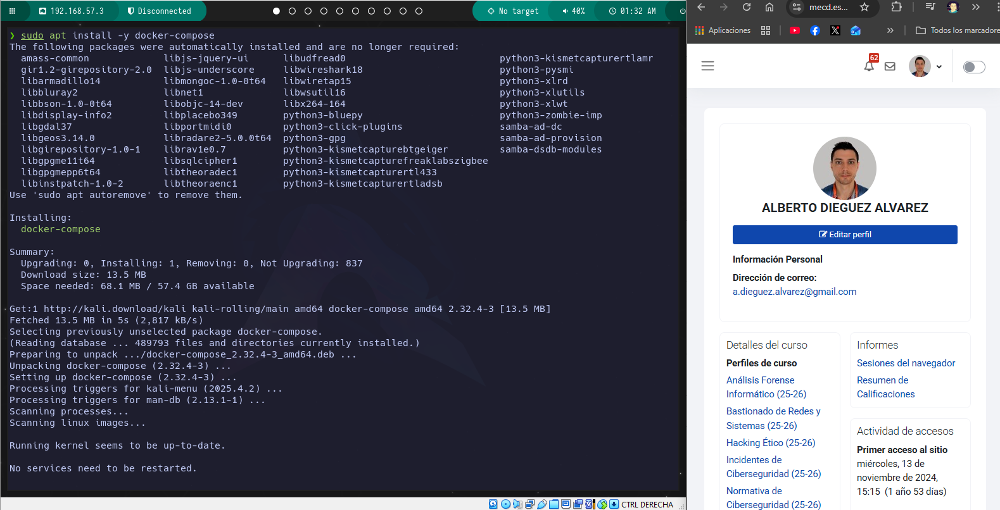 192.168.57.3
Disconnected
No target
40%
01:32 AM
❯ sudo apt install -y docker-compose
The following packages were automatically installed and are no longer required:
amass-common libjs-jquery-ui libudfread0 python3-kismetcapturertlamr
gir1.2-girepository-2.0 libjs-underscore libwireshark18 python3-pysmi
libarmadillo14 libmongoc-1.0-0t64 libwiretap15 python3-xlrd
libbluray2 libnet1 libwsutil16 python3-xlutils
libbson-1.0-0t64 libobjc-14-dev libx264-164 python3-xlwt
libdisplay-info2 libplacebo349 python3-bluepy python3-zombie-imp
libgdal37 libportmidi0 python3-click-plugins samba-ad-dc
libgeos3.14.0 libradare2-5.0.0t64 python3-gpg samba-ad-provision
libgirepository-1.0-1 librav1e0.7 python3-kismetcapturebtgeiger samba-dsdb-modules
libgpgme11t64 libsqlcipher1 python3-kismetcapturefreaklabszigbee
libgpgmepp6t64 libtheoradec1 python3-kismetcapturertl433
libinstpatch-1.0-2 libtheoraenc1 python3-kismetcapturertladsb
Use 'sudo apt autoremove' to remove them.
Installing:
docker-compose
Summary:
Upgrading: 0, Installing: 1, Removing: 0, Not Upgrading: 837
Download size: 13.5 MB
Space needed: 68.1 MB / 57.4 GB available
Get:1 http://kali.download/kali kali-rolling/main amd64 docker-compose amd64 2.32.4-3 [13.5 MB]
Fetched 13.5 MB in 5s (2,817 kB/s)
Selecting previously unselected package docker-compose.
(Reading database ... 489793 files and directories currently installed.)
Preparing to unpack .../docker-compose_2.32.4-3_amd64.deb ...
Unpacking docker-compose (2.32.4-3) ...
Setting up docker-compose (2.32.4-3) ...
Processing triggers for kali-menu (2025.4.2) ...
Processing triggers for man-db (2.13.1-1) ...
Scanning processes...
Scanning linux images...
Running kernel seems to be up-to-date.
No services need to be restarted.
CTRL DERECHA
mecd.es...
Aplicaciones
Todos los marcadore
62
ALBERTO DIEGUEZ ALVAREZ
Editar perfil
Información Personal
Dirección de correo:
a.dieguez.alvarez@gmail.com
Detalles del curso
Perfiles de curso
Análisis Forense
Informático (25-26)
Bastionado de Redes y
Sistemas (25-26)
Hacking Ético (25-26)
Incidentes de
Ciberseguridad (25-26)
Normativa de
Ciberseguridad (25-26)
Informes
Sesiones del navegador
Resumen de
Calificaciones
Actividad de accesos
Primer acceso al sitio
miércoles, 13 de
noviembre de 2024,
15:15 (1 año 53 días)